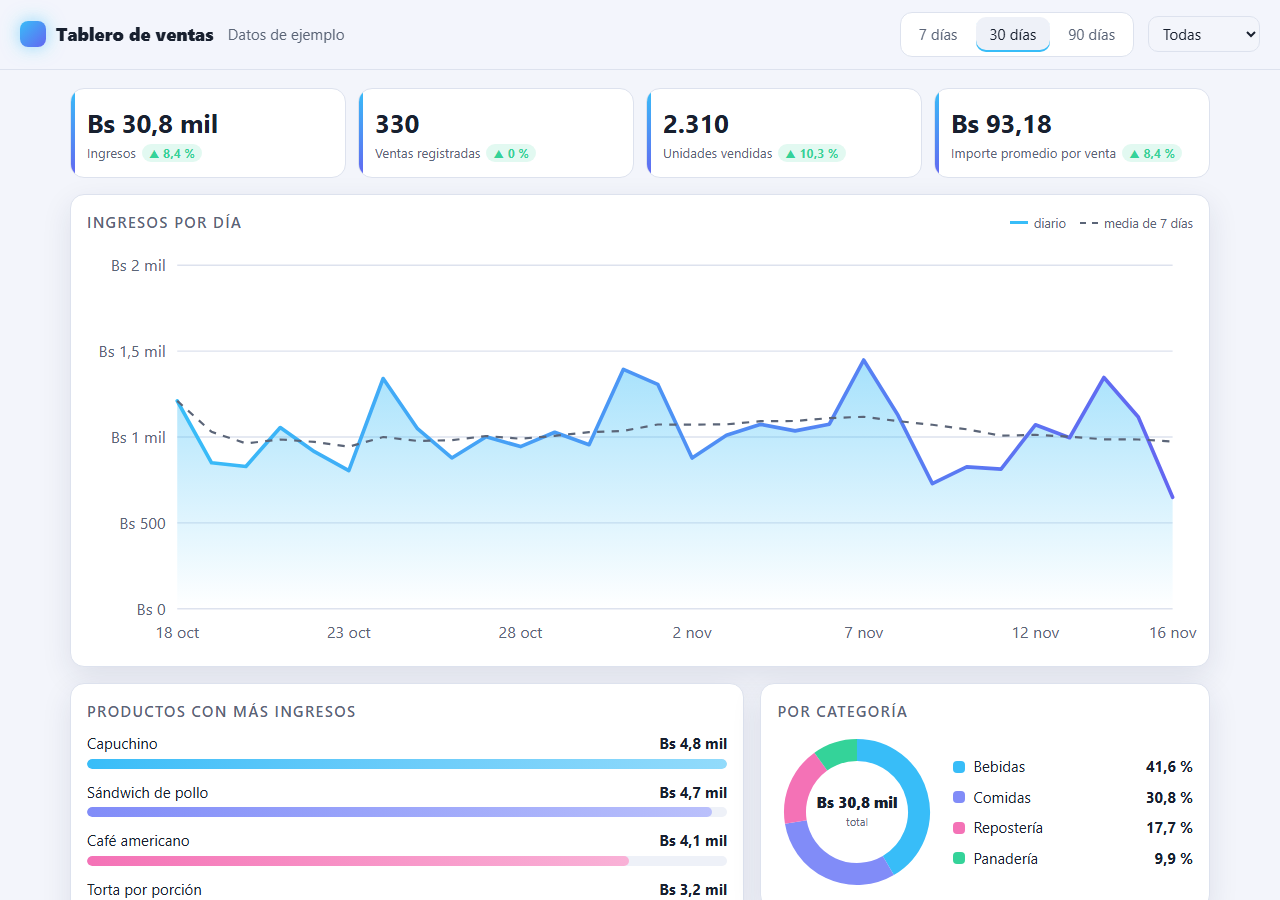 Tablero de ventas Datos de ejemplo 7 días 30 días 90 días Todas
Bs 30,8 mil
Ingresos ▲ 8,4 %
330
Ventas registradas ▲ 0 %
2.310
Unidades vendidas ▲ 10,3 %
Bs 93,18
Importe promedio por venta ▲ 8,4 %
INGRESOS POR DÍA
diario media de 7 días
Bs 2 mil
Bs 1,5 mil
Bs 1 mil
Bs 500
Bs 0
18 oct 23 oct 28 oct 2 nov 7 nov 12 nov 16 nov
PRODUCTOS CON MÁS INGRESOS
Capuchino Bs 4,8 mil
Sándwich de pollo Bs 4,7 mil
Café americano Bs 4,1 mil
Torta por porción Bs 3,2 mil
POR CATEGORÍA
Bs 30,8 mil
total
Bebidas 41,6 %
Comidas 30,8 %
Repostería 17,7 %
Panadería 9,9 %